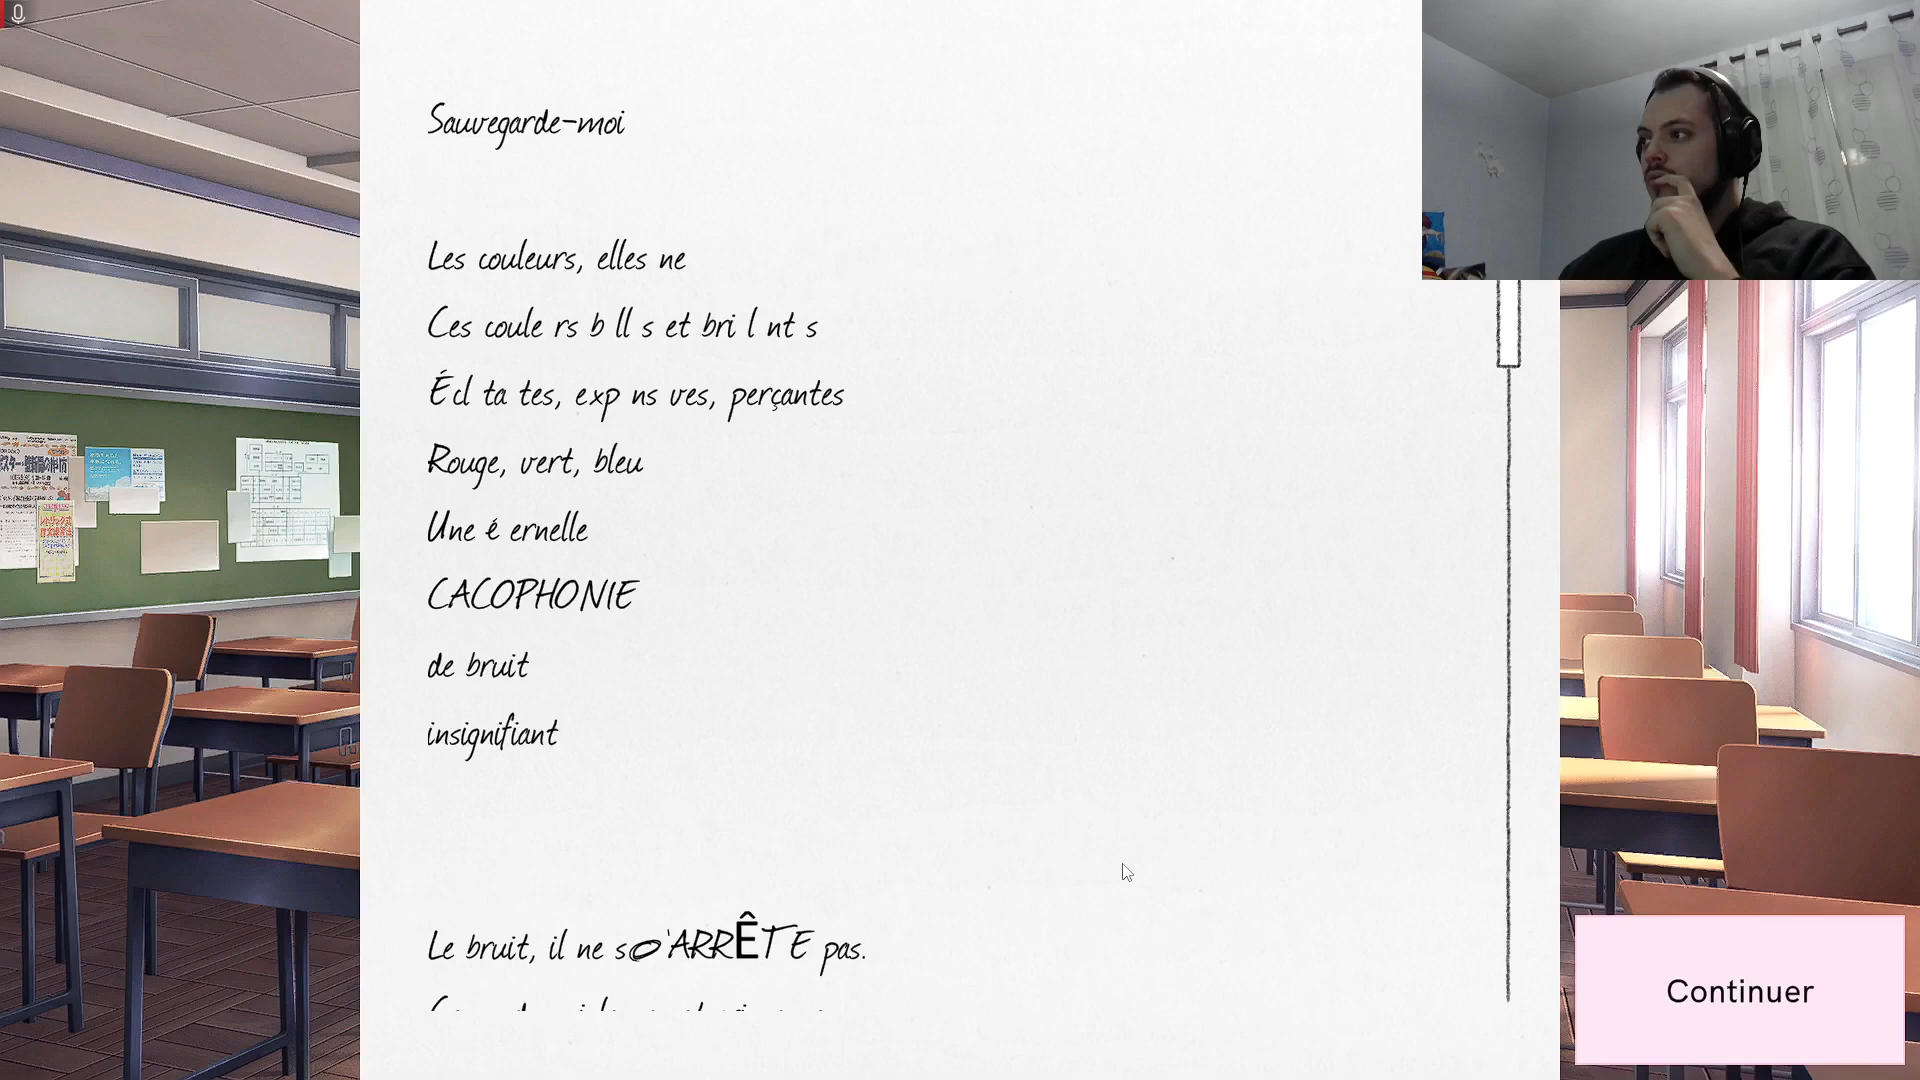 Sauvegarde-moi
Les couleurs, elles ne
Ces coule rs b ll s et bri l nt s
Écl ta tes, exp ns ves, perçantes
Rouge, vert, bleu
Une é ernelle
CACOPHONIE
de bruit
insignifiant
Le bruit, il ne s'ARRÊTE pas.
Continuer